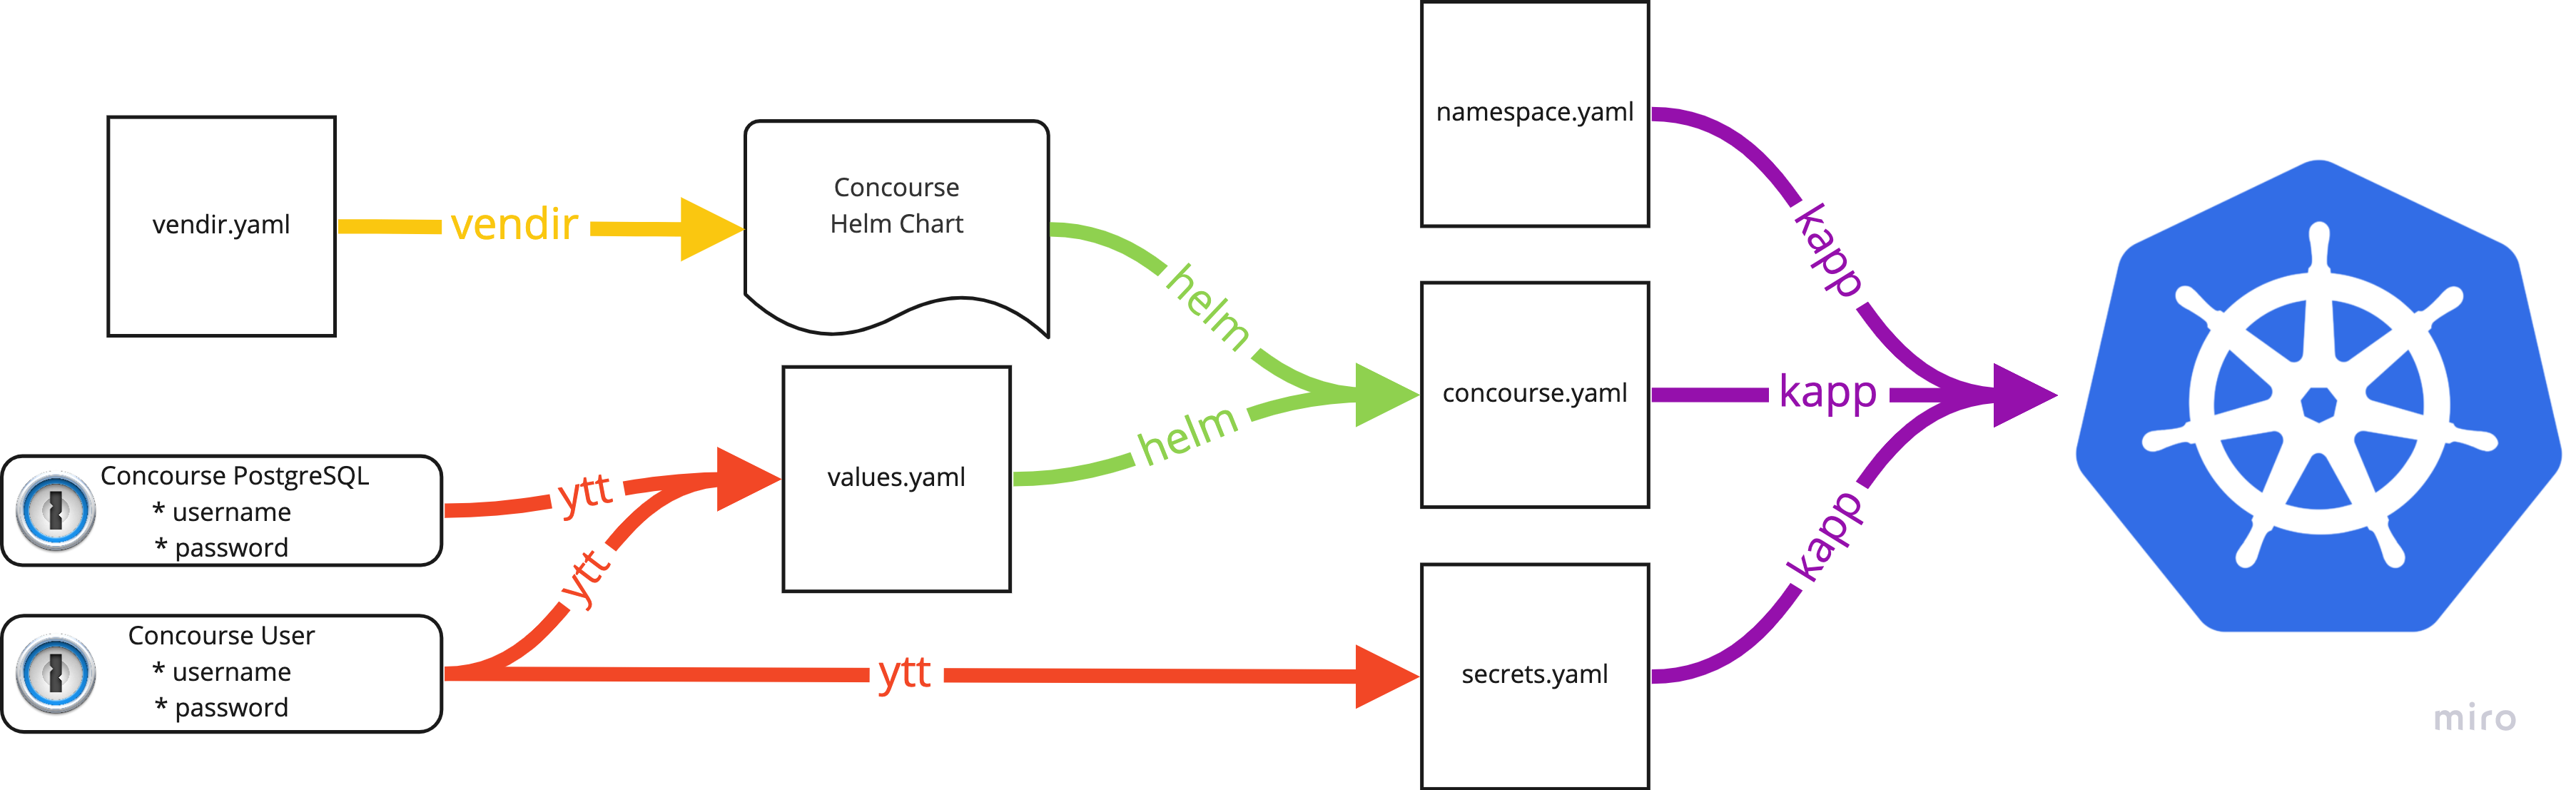 vendir.yaml
vendir
Concourse
Helm Chart
helm
helm
values.yaml
Concourse PostgreSQL
* username
* password
ytt
ytt
Concourse User
* username
* password
ytt
namespace.yaml
concourse.yaml
secrets.yaml
kapp
kapp
kapp
miro